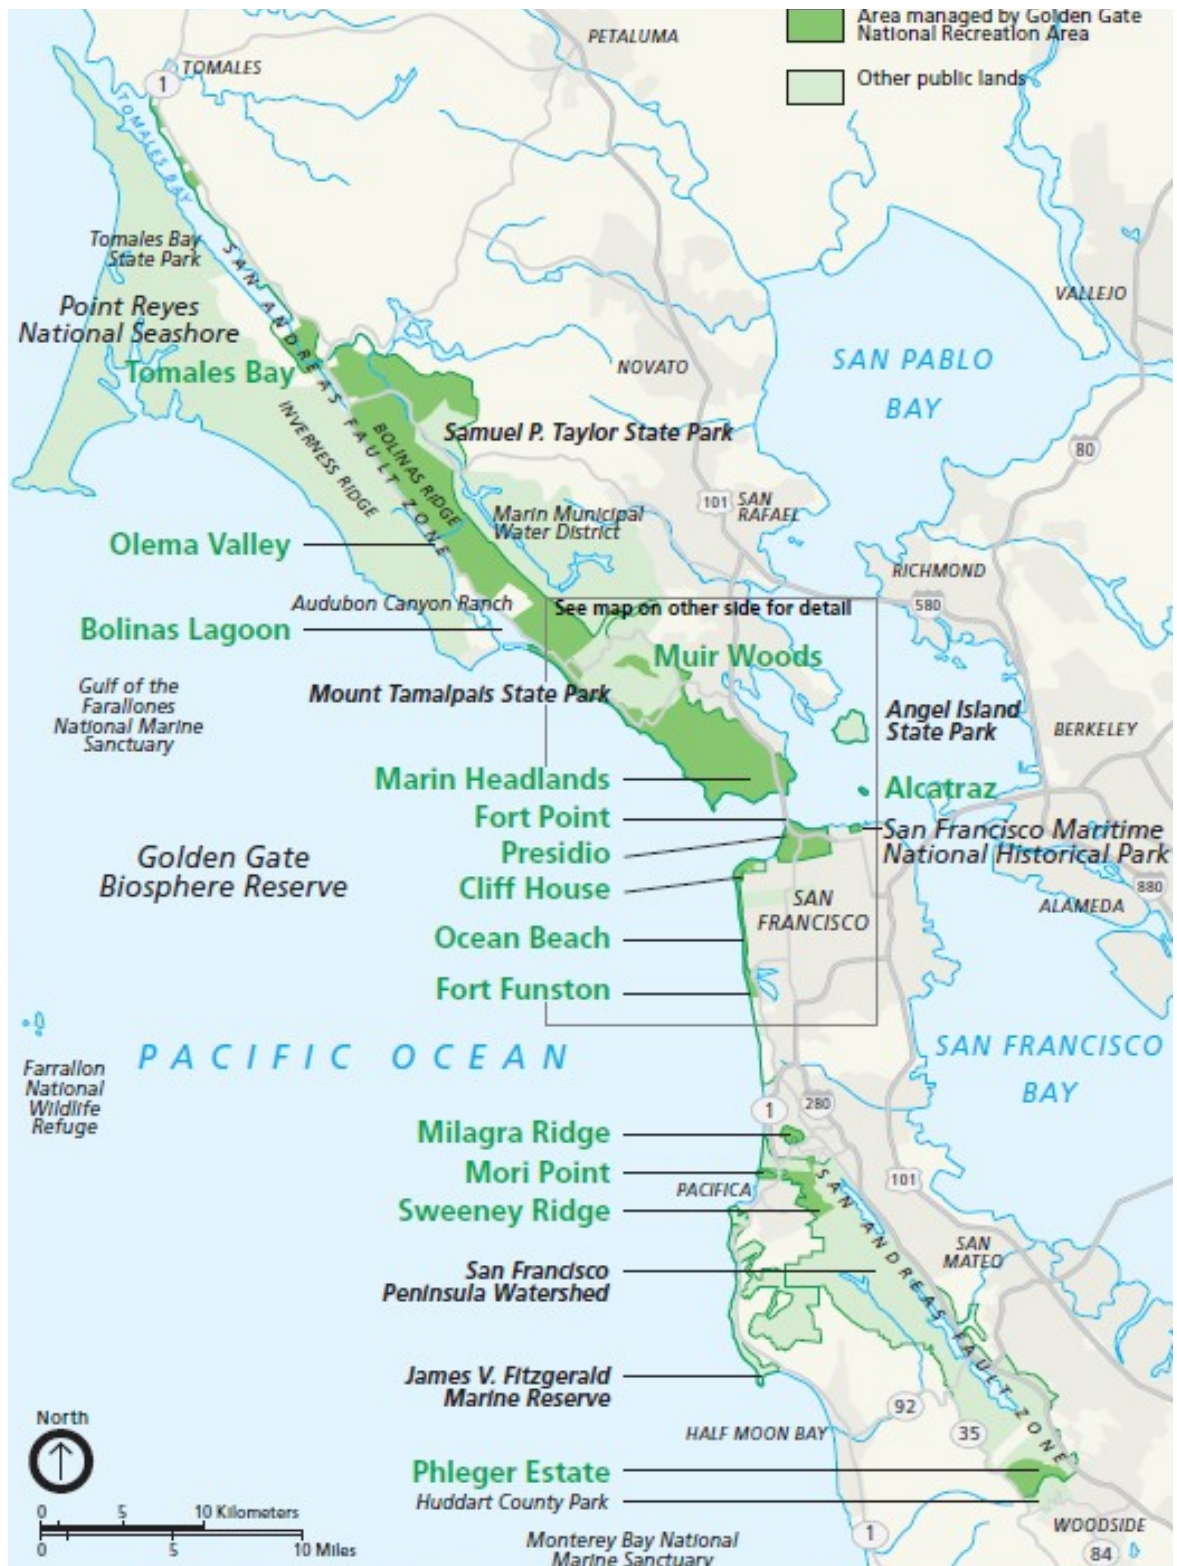 Area managed by Golden Gate
National Recreation Area
Other public lands
PETALUMA
TOMALES
1
TOMALES BAY
Tomales Bay
State Park
SAN ANDREAS FAULT ZONE
Point Reyes
National Seashore
VALLEJO
SAN PABLO
BAY
NOVATO
Tomales Bay
INVERNESS RIDGE
BOLINAS RIDGE
Samuel P. Taylor State Park
80
101
SAN
RAFAEL
Marin Municipal
Water District
Olema Valley
RICHMOND
580
Audubon Canyon Ranch
See map on other side for detail
Bolinas Lagoon
Muir Woods
Gulf of the
Farallones
National Marine
Sanctuary
Mount Tamalpais State Park
Angel Island
State Park
BERKELEY
Marin Headlands
Alcatraz
Fort Point
San Francisco Maritime
National Historical Park
Presidio
Golden Gate
Biosphere Reserve
Cliff House
880
SAN
FRANCISCO
ALAMEDA
Ocean Beach
Fort Funston
PACIFIC OCEAN
SAN FRANCISCO
BAY
Farrallon
National
Wildlife
Refuge
1
280
Milagra Ridge
Mori Point
101
PACIFICA
Sweeney Ridge
SAN ANDREAS FAULT ZONE
SAN
MATEO
San Francisco
Peninsula Watershed
James V. Fitzgerald
Marine Reserve
92
35
HALF MOON BAY
North
Phleger Estate
Huddart County Park
0 5 10 Kilometers
0 5 10 Miles
WOODSIDE
1
84
Monterey Bay National
Marine Sanctuary